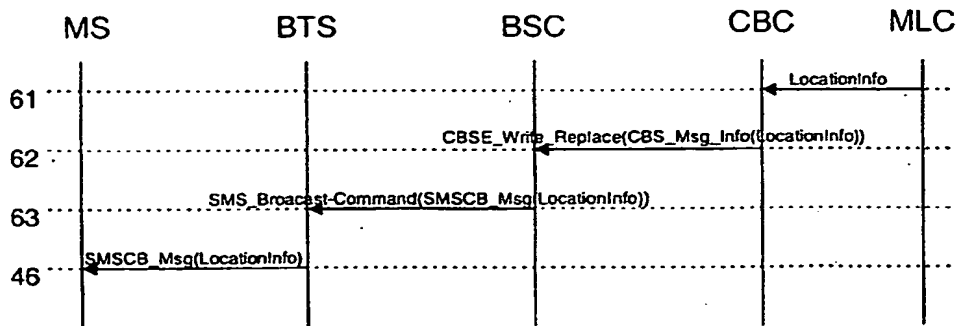 MS BTS BSC CBC MLC
61 LocationInfo
62 CBSE_Write_Replace(CBS_Msg_Info(LocationInfo))
63 SMS_Broacast-Command(SMSCB_Msg(LocationInfo))
46 SMSCB_Msg(LocationInfo)